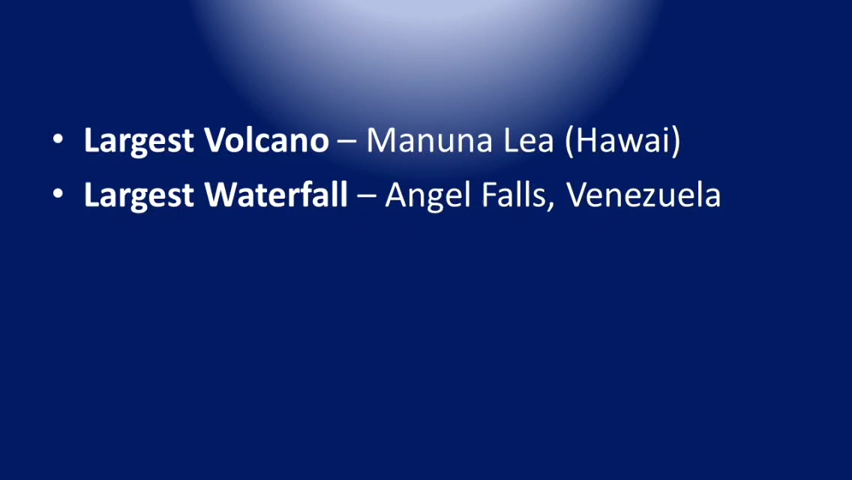 • Largest Volcano – Manuna Lea (Hawai)
• Largest Waterfall – Angel Falls, Venezuela